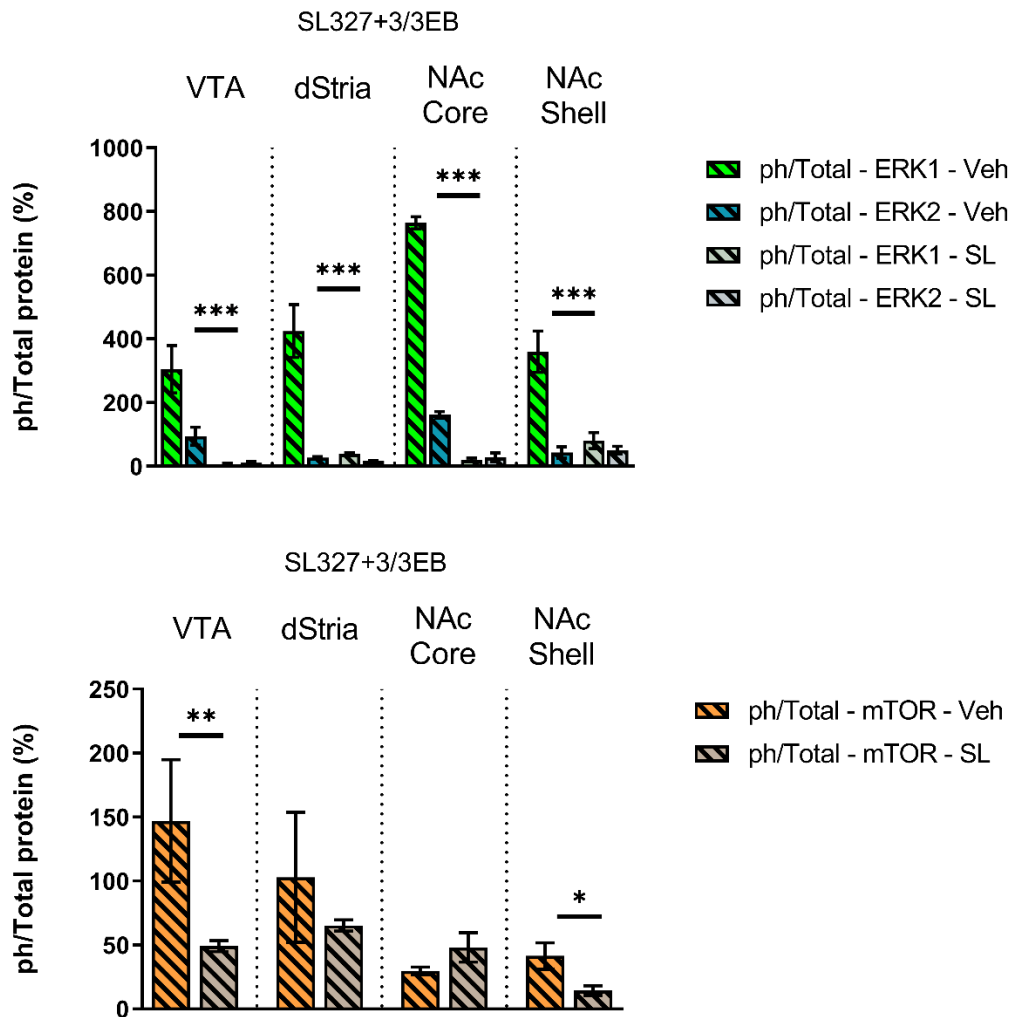 SL327+3/3EB
VTA dStria NAc Core NAc Shell
ph/Total protein (%)
1000
800
600
400
200
0
***
***
***
***
ph/Total - ERK1 - Veh
ph/Total - ERK2 - Veh
ph/Total - ERK1 - SL
ph/Total - ERK2 - SL
SL327+3/3EB
VTA dStria NAc Core NAc Shell
ph/Total protein (%)
250
200
150
100
50
0
**
*
ph/Total - mTOR - Veh
ph/Total - mTOR - SL